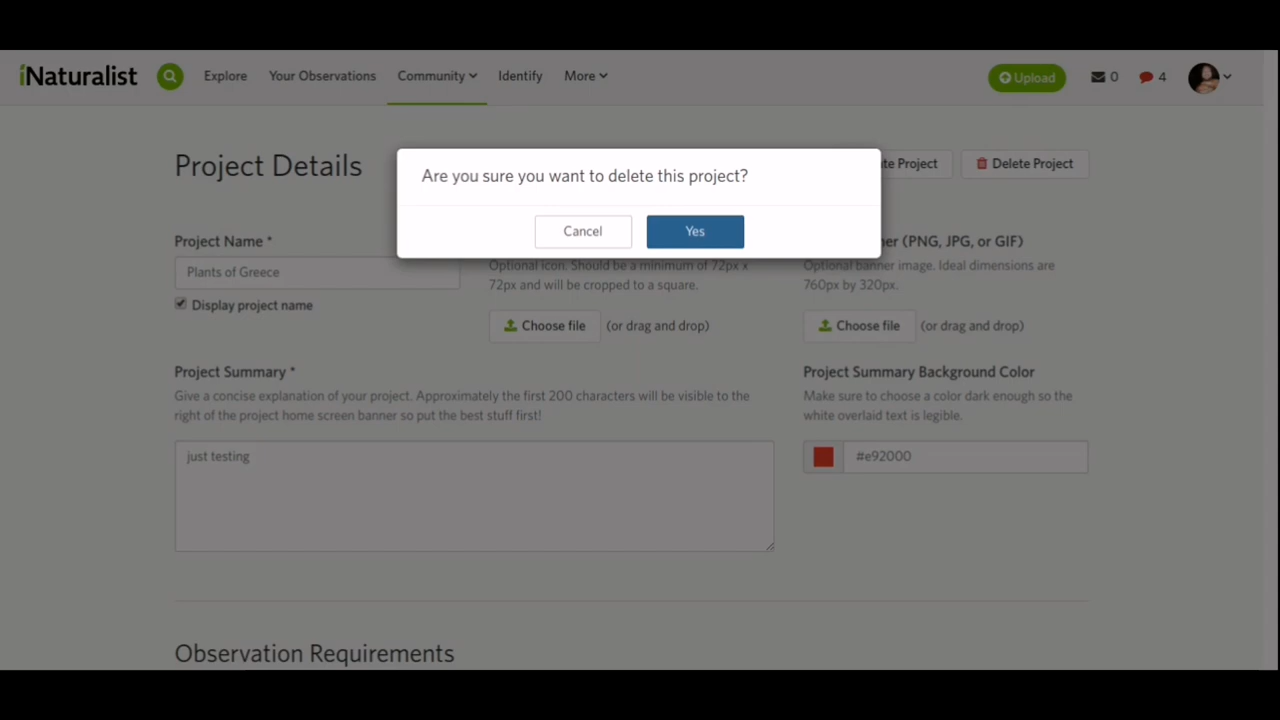 iNaturalist
Explore
Your Observations
Community
Identify
More
Upload
0
4
Project Details
Are you sure you want to delete this project?
Cancel
Yes
Project
Delete Project
Project Name *
Plants of Greece
Display project name
Optional icon. Should be a minimum of 72px x
72px and will be cropped to a square.
Choose file (or drag and drop)
(PNG, JPG, or GIF)
Optional banner image. Ideal dimensions are
760px by 320px.
Choose file (or drag and drop)
Project Summary *
Give a concise explanation of your project. Approximately the first 200 characters will be visible to the
right of the project home screen banner so put the best stuff first!
just testing
Project Summary Background Color
Make sure to choose a color dark enough so the
white overlaid text is legible.
#e92000
Observation Requirements